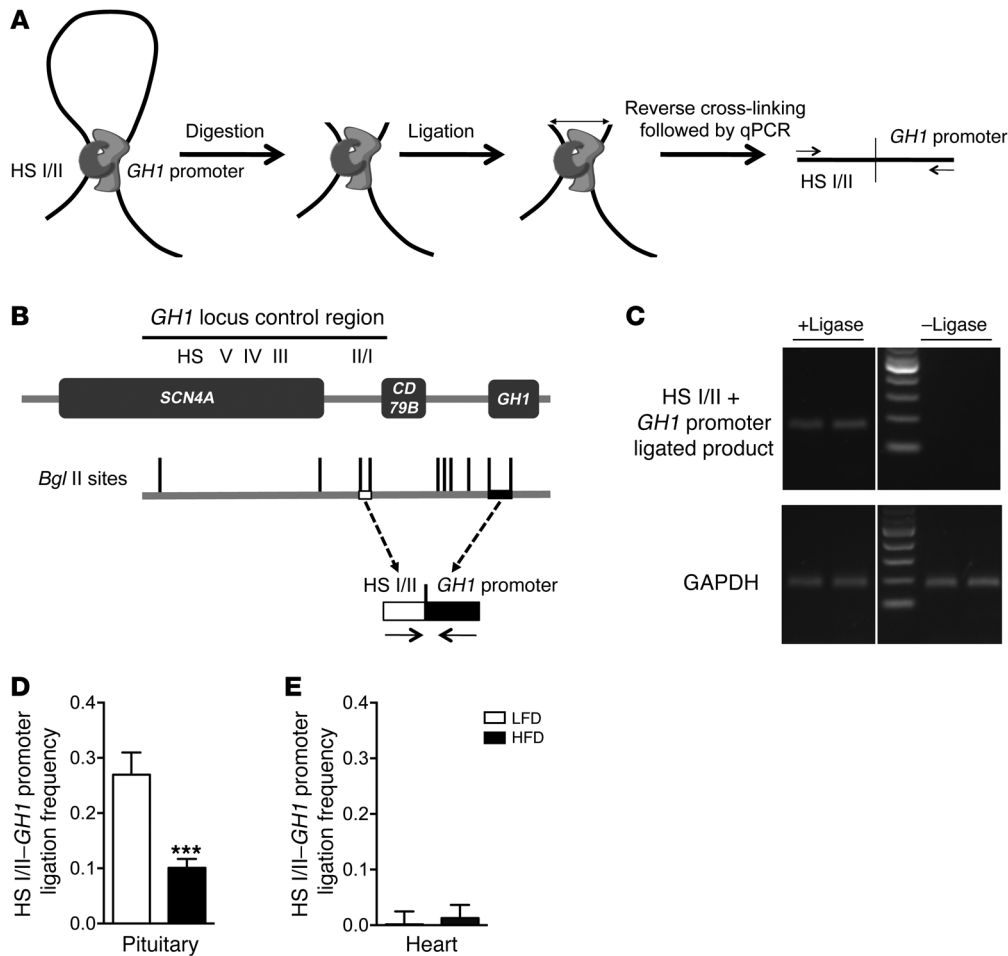 A
HS I/II
GH1 promoter
Digestion
Ligation
Reverse cross-linking
followed by qPCR
GH1 promoter
HS I/II
B
GH1 locus control region
HS V IV III II/I
SCN4A
CD
79B
GH1
Bgl II sites
HS I/II
GH1 promoter
C
+Ligase
–Ligase
HS I/II +
GH1 promoter
ligated product
GAPDH
D
HS I/II–GH1 promoter
ligation frequency
0.4
0.3
0.2
0.1
0.0
***
Pituitary
E
HS I/II–GH1 promoter
ligation frequency
0.4
0.3
0.2
0.1
0.0
LFD
HFD
Heart